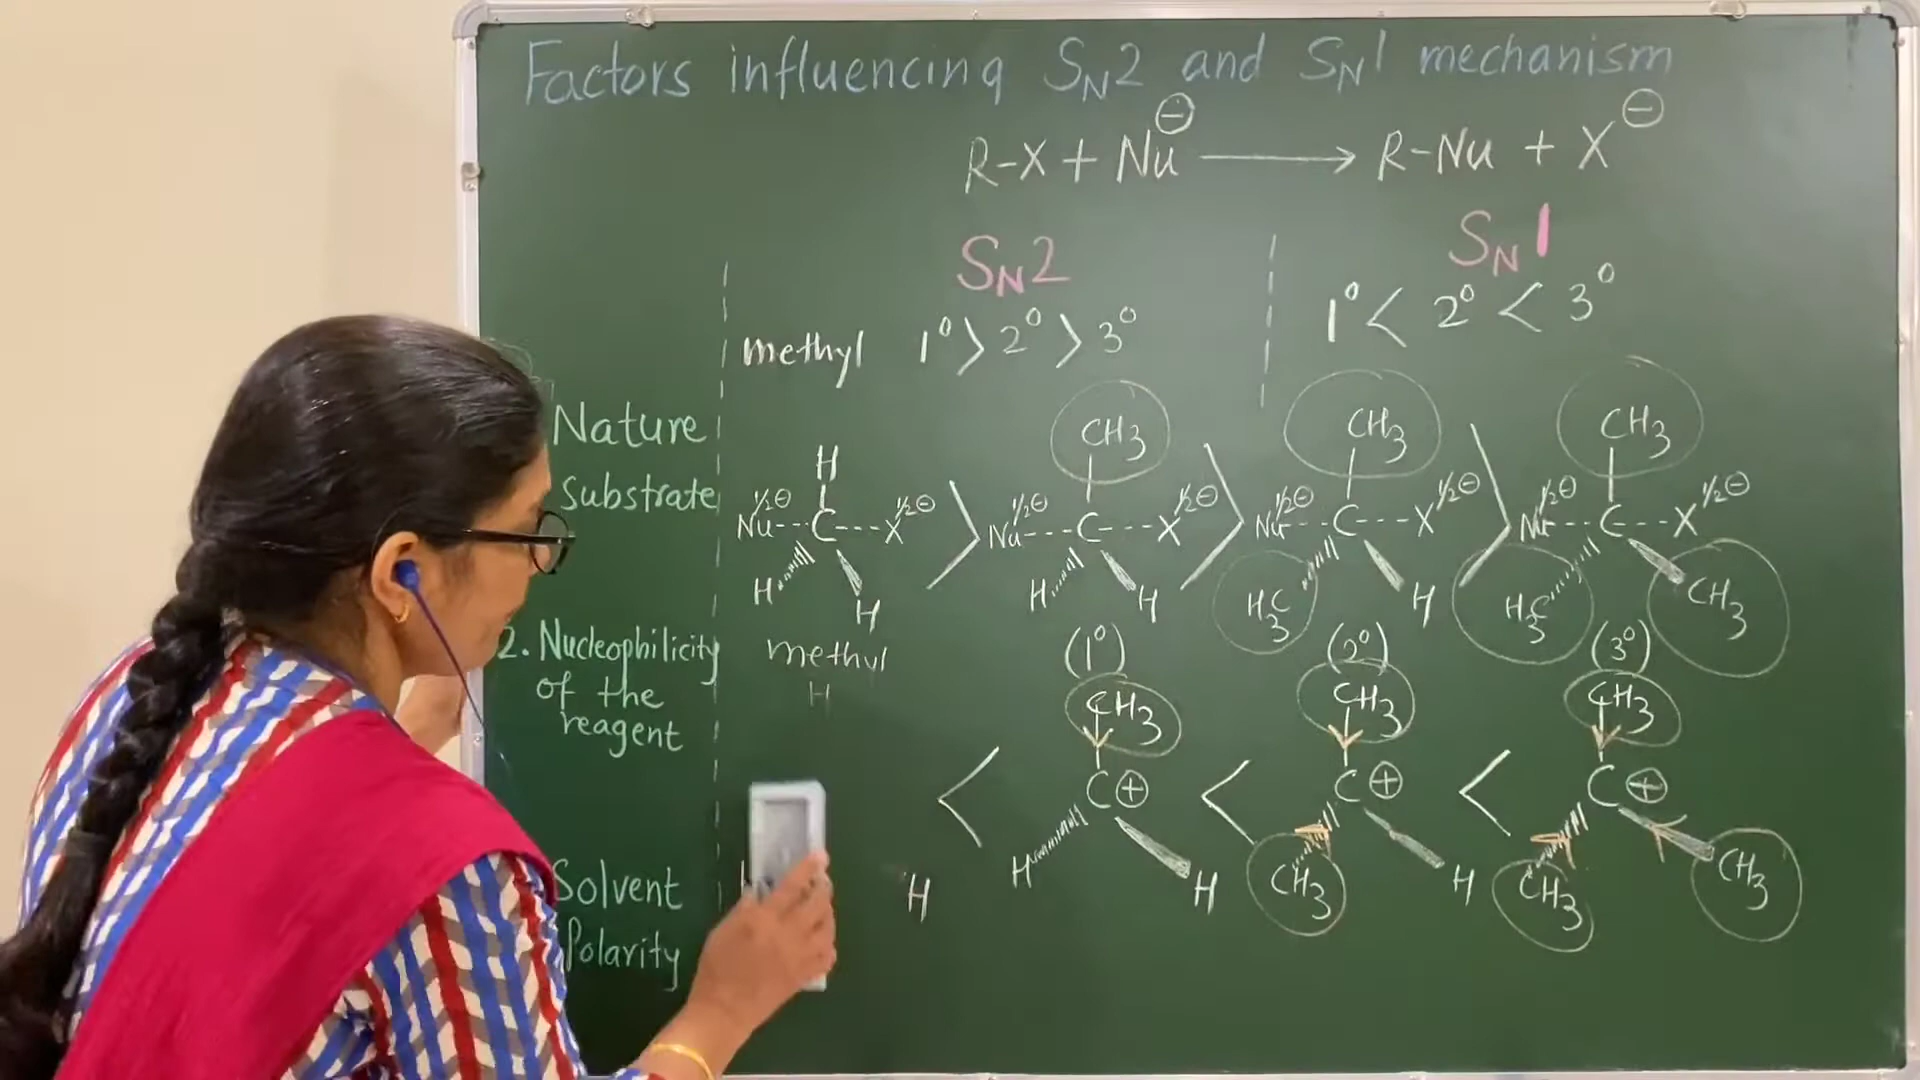 Factors influencing SN2 and SN1 mechanism
R-X + Nu⊖ ⟶ R-Nu + X⊖
SN2
SN1
methyl 1° > 2° > 3°
1° < 2° < 3°
Nature
Substrate
H CH3 CH3 CH3
½⊖ ½⊖ ½⊖ ½⊖ ½⊖ ½⊖ ½⊖ ½⊖
Nu---C---X > Nu---C---X > Nu---C---X > Nu---C---X
H H H H H3C H H3C CH3
methyl (1°) (2°) (3°)
2. Nucleophilicity
of the
reagent
H CH3 CH3 CH3
< C⊕ < C⊕ < C⊕
H H H CH3 H CH3 CH3
Solvent
Polarity